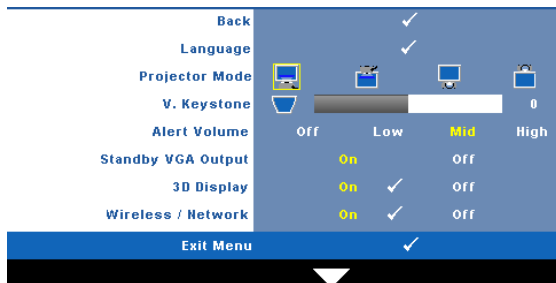 Back
Language
Projector Mode
V. Keystone 0
Alert Volume Off Low Mid High
Standby VGA Output On Off
3D Display On Off
Wireless / Network On Off
Exit Menu